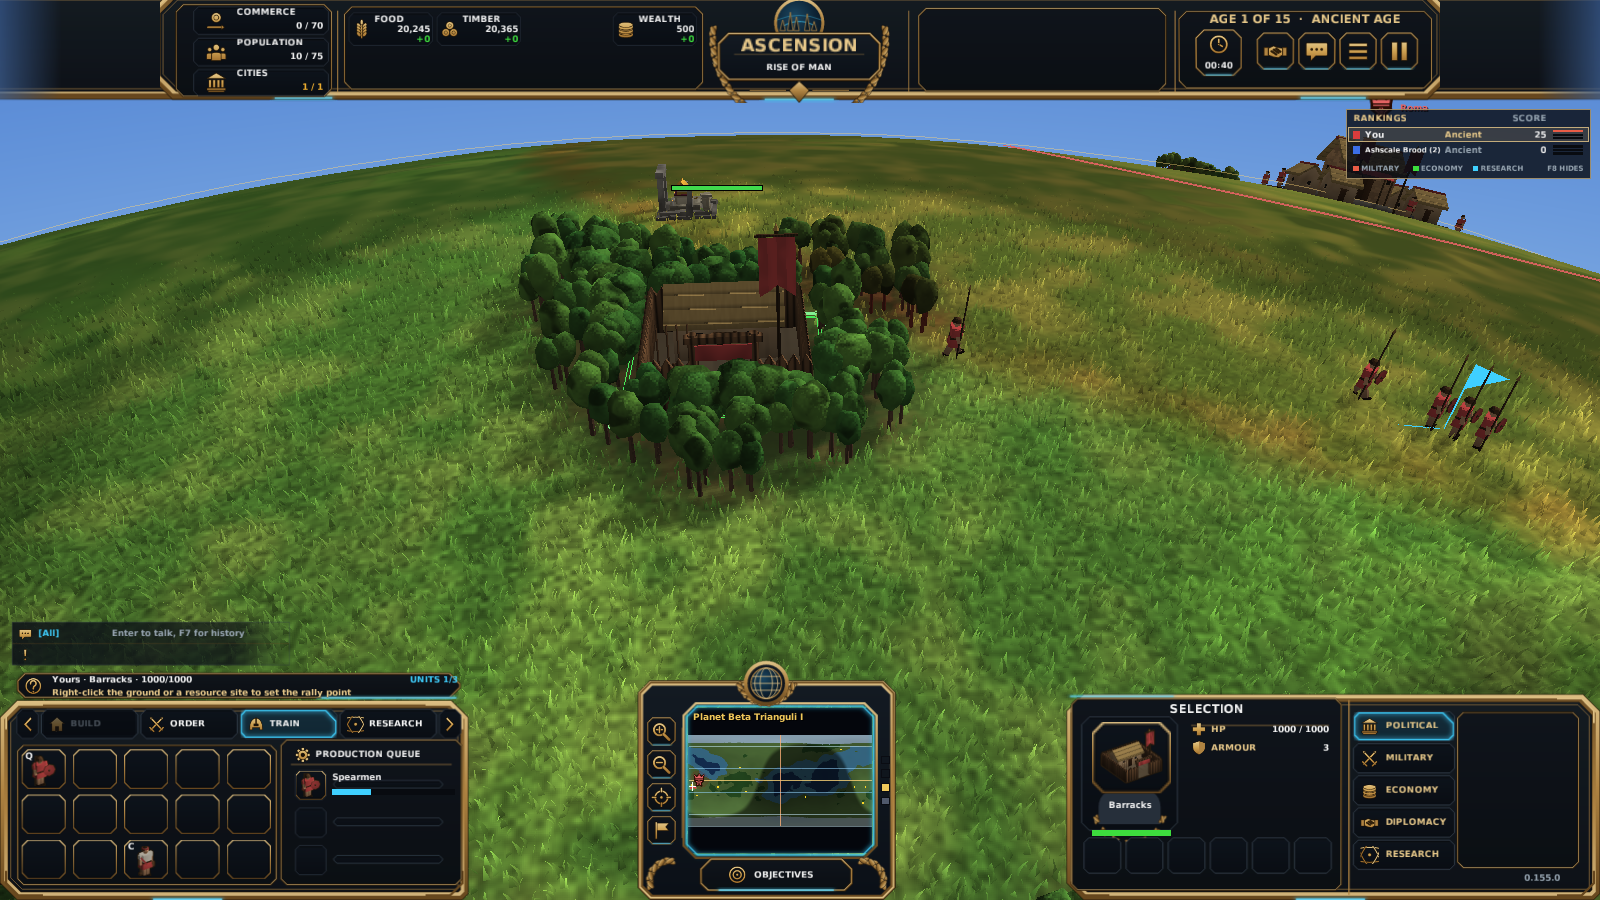 COMMERCE
0 / 70
POPULATION
10 / 75
CITIES
1 / 1
FOOD
20,245
+0
TIMBER
20,365
+0
WEALTH
500
+0
ASCENSION
RISE OF MAN
AGE 1 OF 15 · ANCIENT AGE
00:40
RANKINGS SCORE
You Ancient 25
Ashscale Brood (2) Ancient 0
MILITARY ECONOMY RESEARCH F8 HIDES
[All] Enter to talk, F7 for history
!
Yours · Barracks · 1000/1000 UNITS 1/3
Right-click the ground or a resource site to set the rally point
BUILD ORDER TRAIN RESEARCH
Q
C
PRODUCTION QUEUE
Spearmen
Planet Beta Trianguli I
OBJECTIVES
SELECTION
HP 1000 / 1000
ARMOUR 3
Barracks
POLITICAL
MILITARY
ECONOMY
DIPLOMACY
RESEARCH
0.155.0